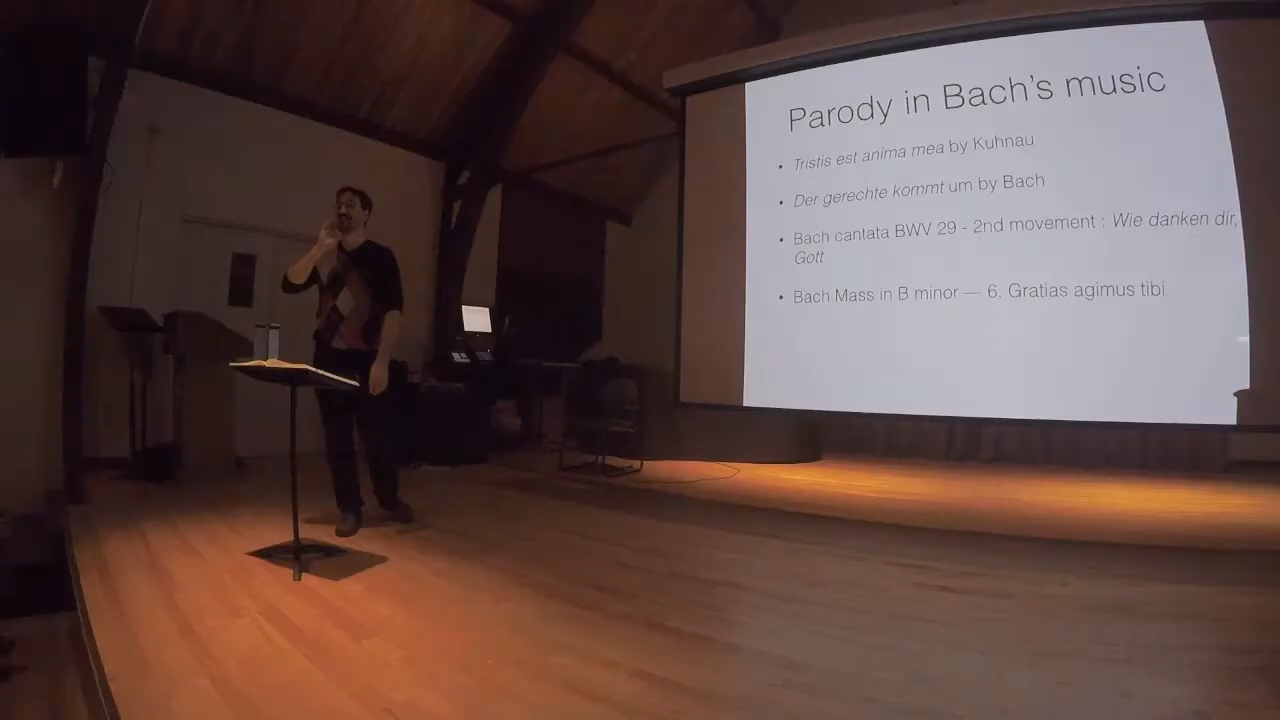 Parody in Bach's music
• Tristis est anima mea by Kuhnau
• Der gerechte kommt um by Bach
• Bach cantata BWV 29 - 2nd movement : Wie danken dir,
Gott
• Bach Mass in B minor — 6. Gratias agimus tibi